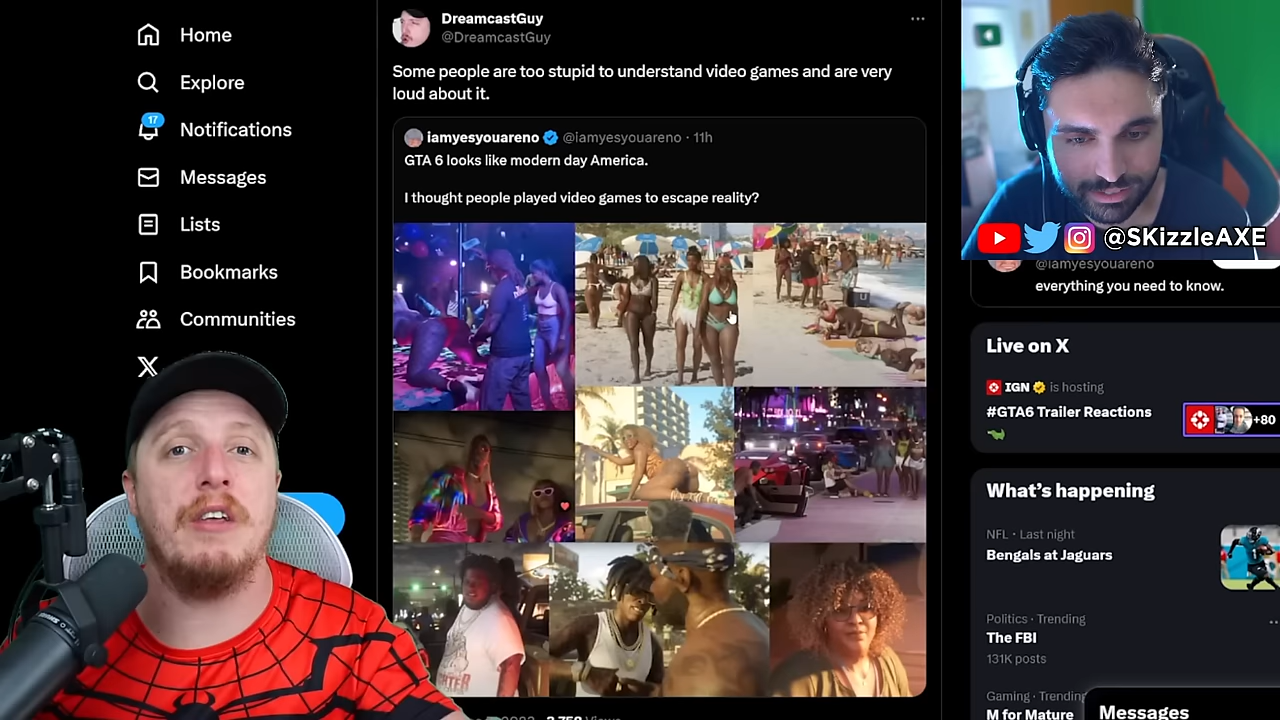 Home
Explore
17
Notifications
Messages
Lists
Bookmarks
Communities
DreamcastGuy
@DreamcastGuy
Some people are too stupid to understand video games and are very
loud about it.
iamyesyouareno @iamyesyouareno · 11h
GTA 6 looks like modern day America.
I thought people played video games to escape reality?
@SKizzleAXE
@iamyesyouareno
everything you need to know.
Live on X
IGN is hosting
#GTA6 Trailer Reactions
+80
What's happening
NFL · Last night
Bengals at Jaguars
Politics · Trending
The FBI
131K posts
Gaming · Trending
M for Mature
Messages